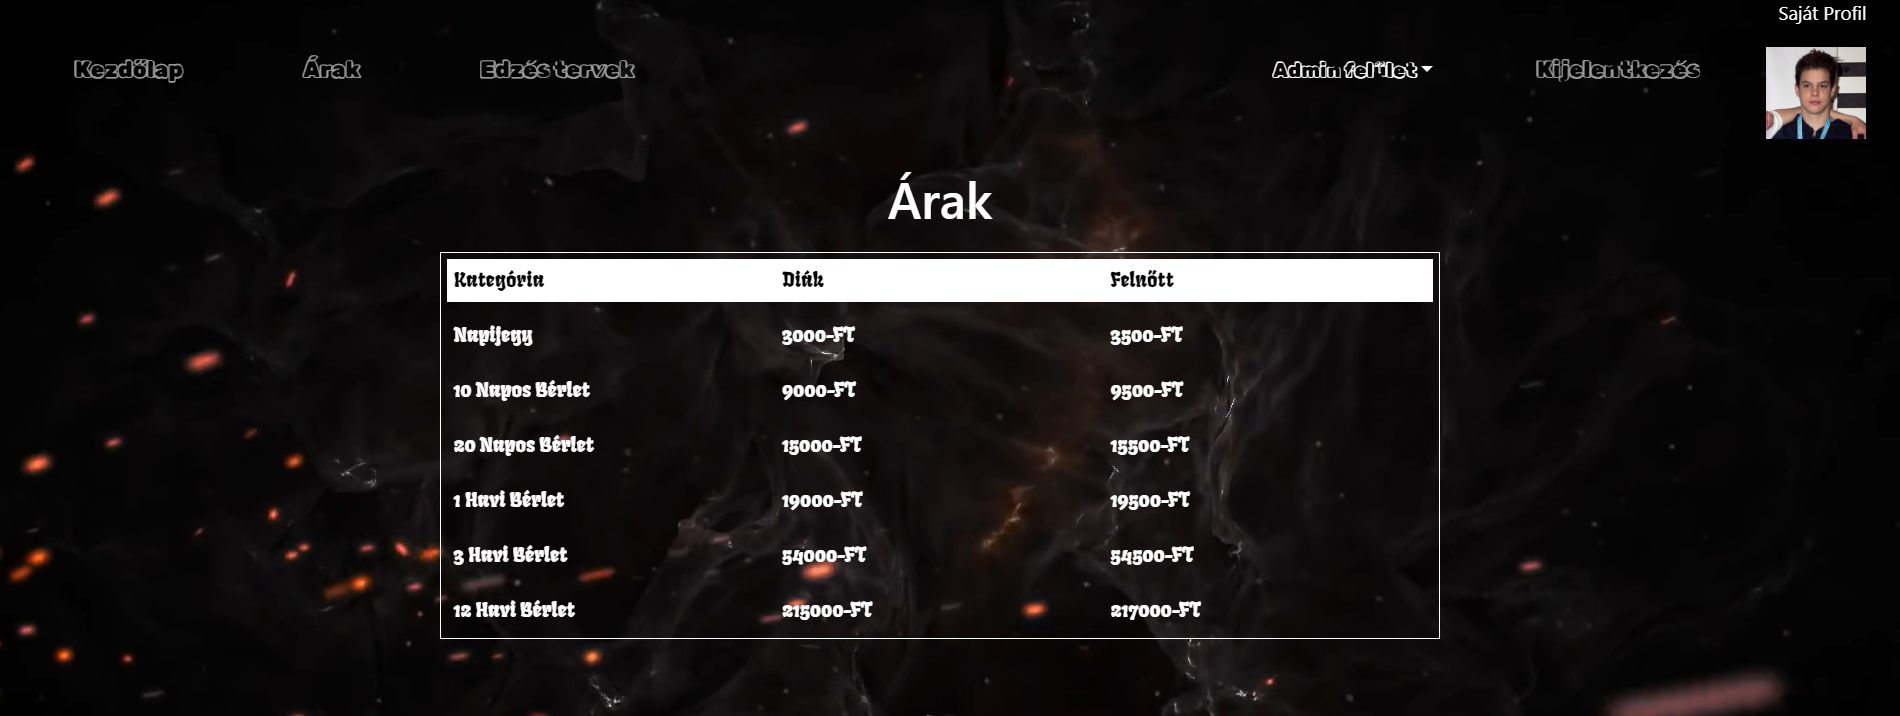 Saját Profil
Kezdőlap Árak Edzés tervek Admin felület Kijelentkezés
Árak
Kategória Diák Felnőtt
Napijegy 3000-FT 3500-FT
10 Napos Bérlet 9000-FT 9500-FT
20 Napos Bérlet 15000-FT 15500-FT
1 Havi Bérlet 19000-FT 19500-FT
3 Havi Bérlet 54000-FT 54500-FT
12 Havi Bérlet 215000-FT 217000-FT